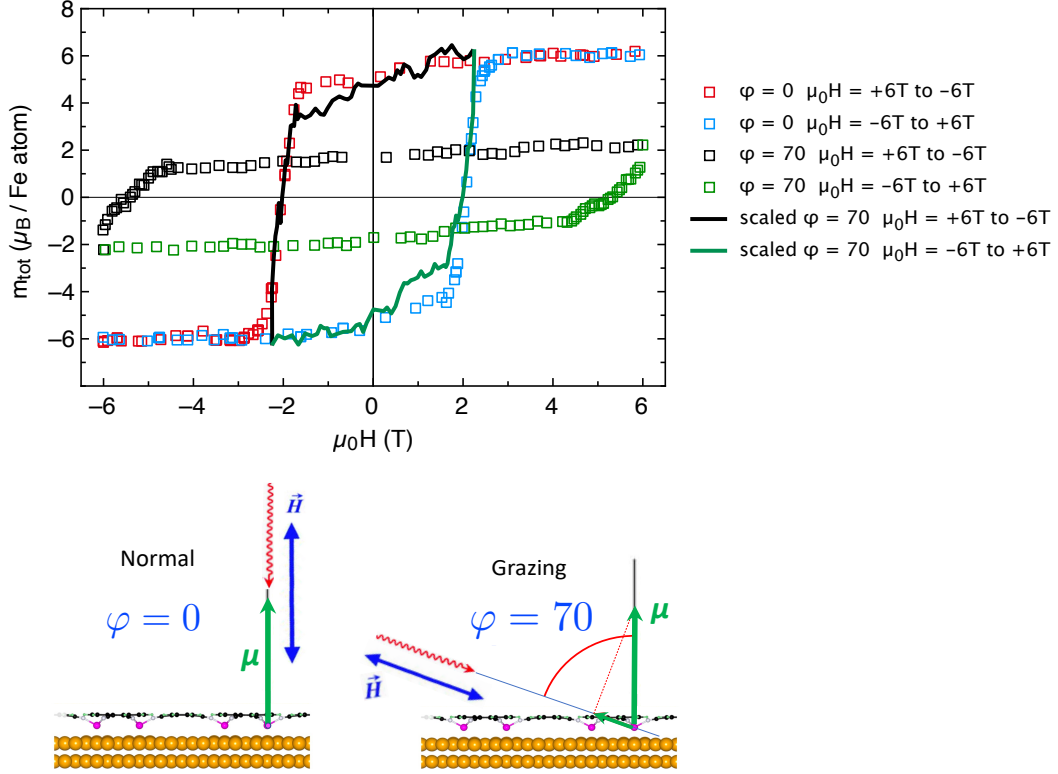 8
6
4
2
0
−2
−4
−6
m_tot (μ_B / Fe atom)
−6 −4 −2 0 2 4 6
μ₀H (T)
φ = 0 μ₀H = +6T to −6T
φ = 0 μ₀H = −6T to +6T
φ = 70 μ₀H = +6T to −6T
φ = 70 μ₀H = −6T to +6T
scaled φ = 70 μ₀H = +6T to −6T
scaled φ = 70 μ₀H = −6T to +6T
Normal
φ = 0
μ
H⃗
Grazing
φ = 70
μ
H⃗